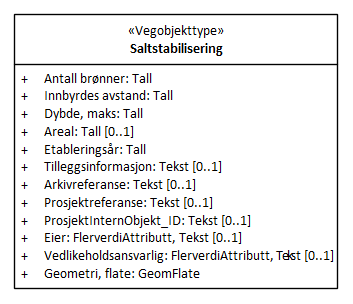 «Vegobjekttype»
Saltstabilisering
+ Antall brønner: Tall
+ Innbyrdes avstand: Tall
+ Dybde, maks: Tall
+ Areal: Tall [0..1]
+ Etableringsår: Tall
+ Tilleggsinformasjon: Tekst [0..1]
+ Arkivreferanse: Tekst [0..1]
+ Prosjektreferanse: Tekst [0..1]
+ ProsjektInternObjekt_ID: Tekst [0..1]
+ Eier: FlerverdiAttributt, Tekst [0..1]
+ Vedlikeholdsansvarlig: FlerverdiAttributt, Tekst [0..1]
+ Geometri, flate: GeomFlate